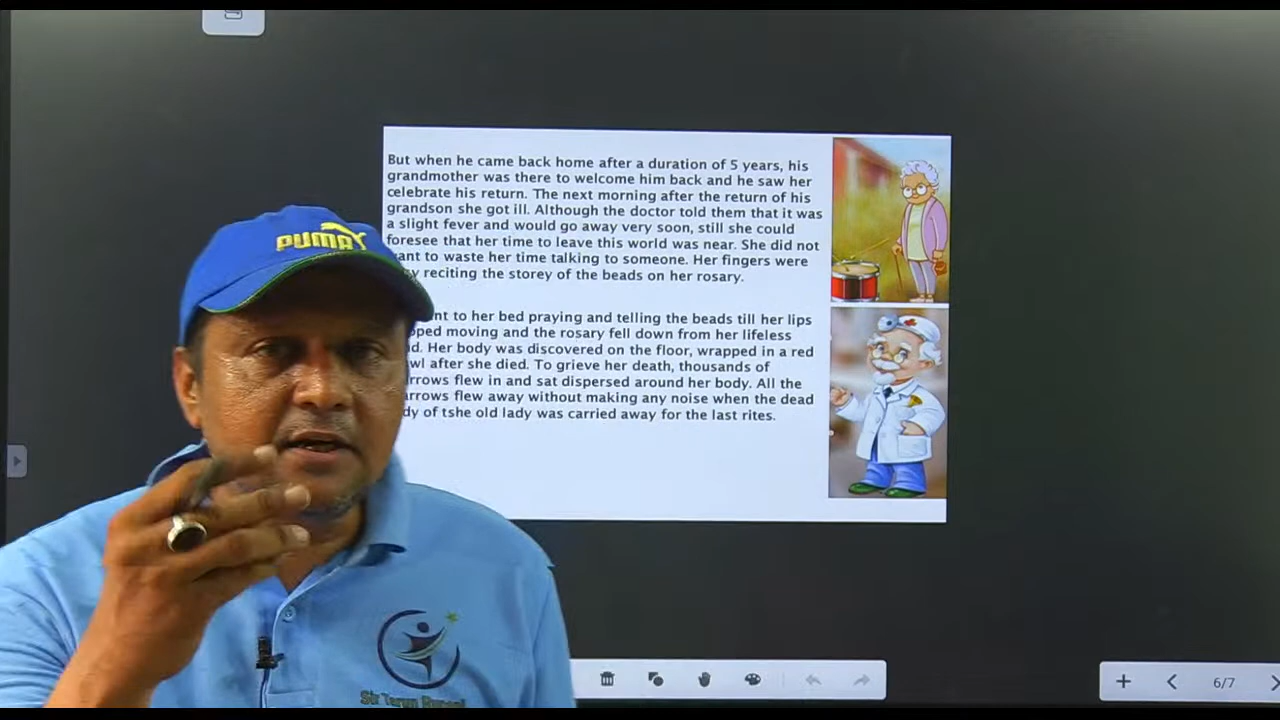 PUMA
But when he came back home after a duration of 5 years, his
grandmother was there to welcome him back and he saw her
celebrate his return. The next morning after the return of his
grandson she got ill. Although the doctor told them that it was
a slight fever and would go away very soon, still she could
foresee that her time to leave this world was near. She did not
want to waste her time talking to someone. Her fingers were
reciting the storey of the beads on her rosary.
to her bed praying and telling the beads till her lips
moving and the rosary fell down from her lifeless
Her body was discovered on the floor, wrapped in a red
after she died. To grieve her death, thousands of
flew in and sat dispersed around her body. All the
flew away without making any noise when the dead
of tshe old lady was carried away for the last rites.
Sir Tarun
6/7